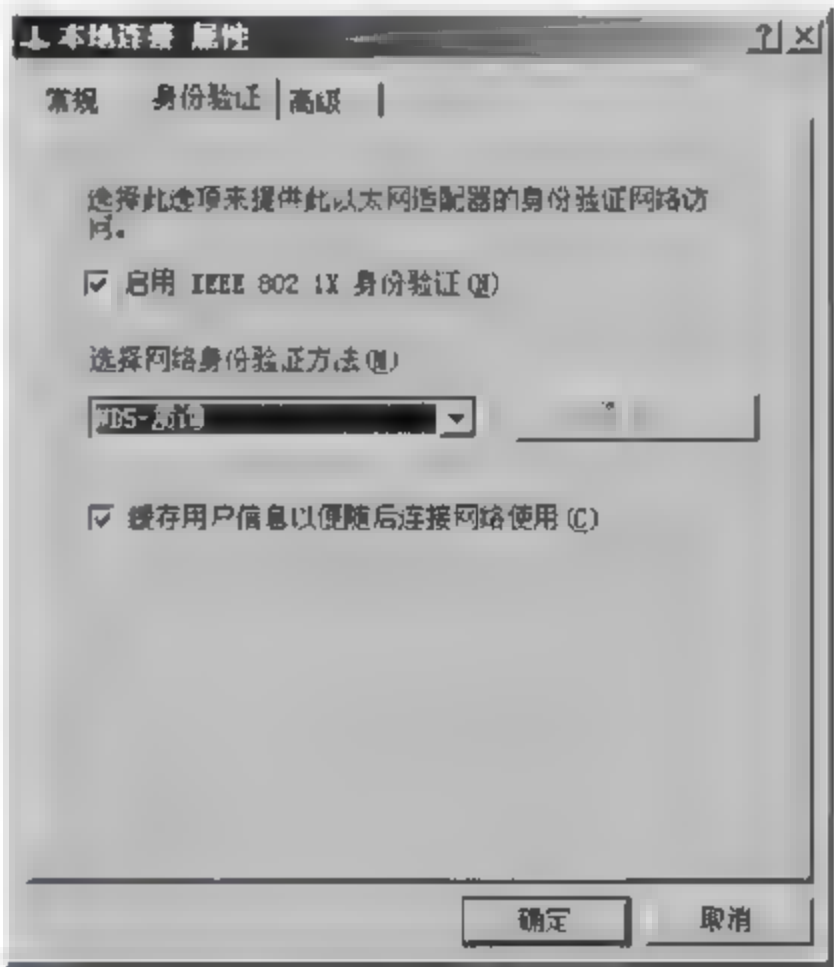 本地连接 属性
常规 身份验证 高级
选择此选项来提供此以太网适配器的身份验证网络访
问。
启用 IEEE 802 1X 身份验证(N)
选择网络身份验证方法(M)
MD5-质询
缓存用户信息以便随后连接网络使用(C)
确定 取消